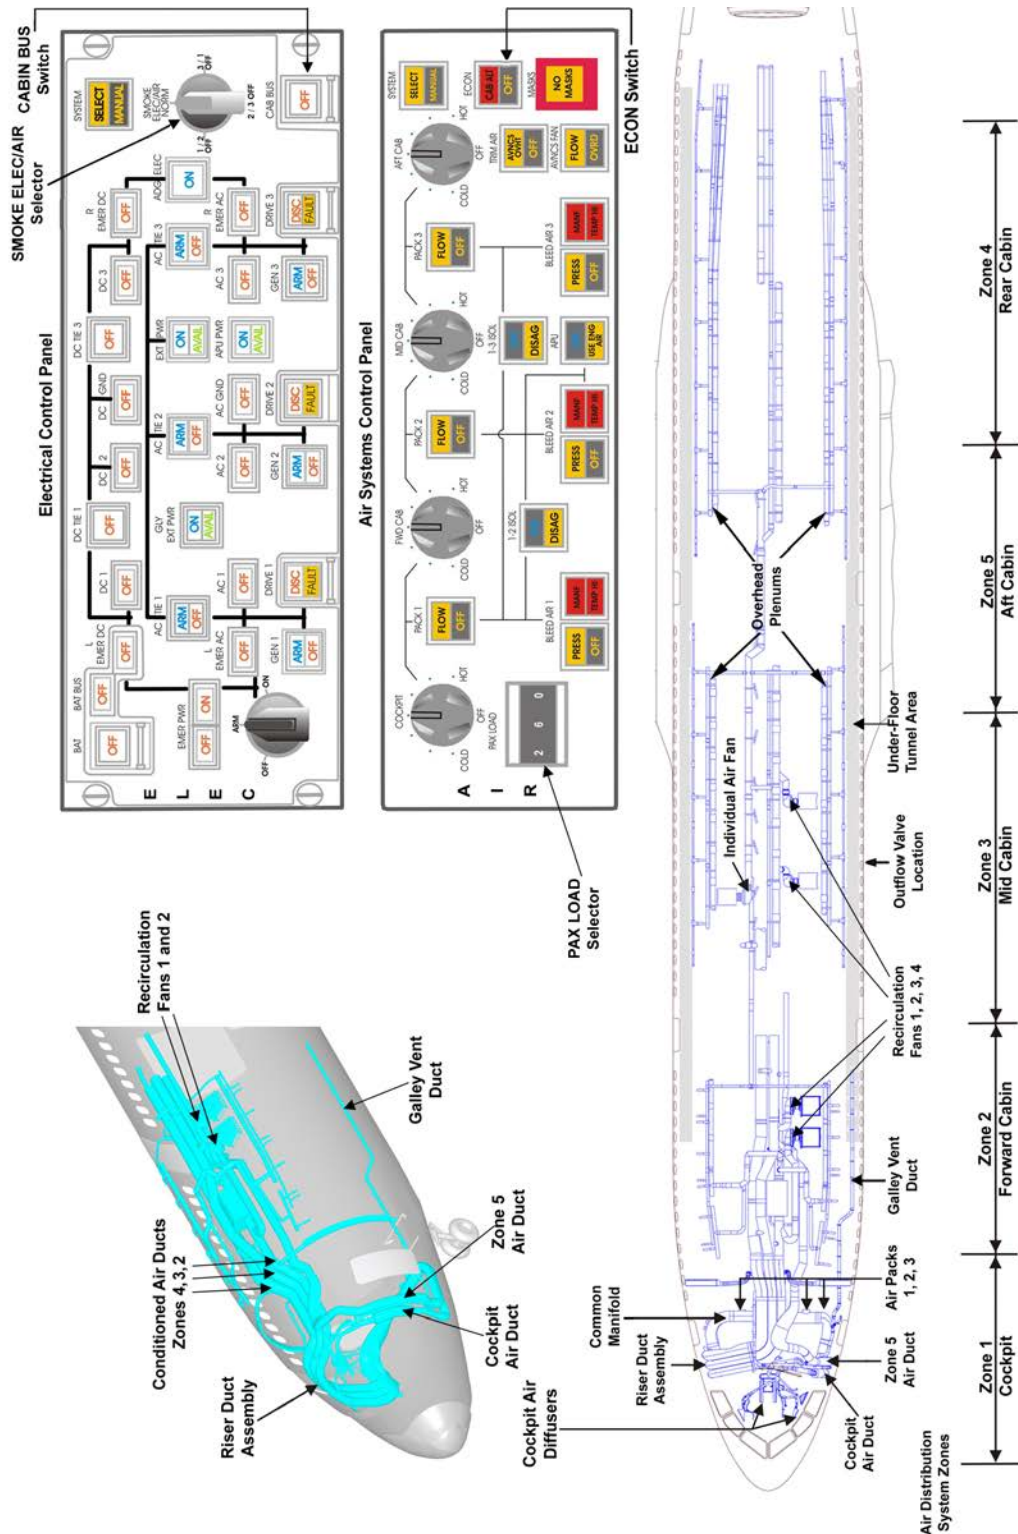 Electrical Control Panel
SMOKE ELEC/AIR
Selector
CABIN BUS
Switch
E
L
E
C
BAT
OFF
BAT BUS
OFF
L
EMER DC
OFF
DC 1
OFF
DC TIE 1
OFF
DC 2
OFF
DC GND
OFF
DC TIE 3
OFF
DC 3
OFF
R
EMER DC
OFF
SYSTEM
SELECT
MANUAL
EMER PWR
OFF
ON
OFF
ARM
ON
AC TIE 1
ARM
OFF
GLY
EXT PWR
ON
AVAIL
AC TIE 2
ARM
OFF
EXT PWR
ON
AVAIL
AC TIE 3
ARM
OFF
ADG ELEC
ON
SMOKE
ELEC/AIR
NORM
1 / 2
OFF
3 / 1
OFF
2 / 3 OFF
L
EMER AC
OFF
AC 1
OFF
AC 2
OFF
AC GND
OFF
APU PWR
ON
AVAIL
AC 3
OFF
R
EMER AC
OFF
GEN 1
ARM
OFF
DRIVE 1
DISC
FAULT
GEN 2
ARM
OFF
DRIVE 2
DISC
FAULT
GEN 3
ARM
OFF
DRIVE 3
DISC
FAULT
CAB BUS
OFF
Air Systems Control Panel
A
I
R
COCKPIT
COLD
OFF
HOT
PACK 1
FLOW
OFF
FWD CAB
COLD
OFF
HOT
PACK 2
FLOW
OFF
MID CAB
COLD
OFF
HOT
PACK 3
FLOW
OFF
AFT CAB
COLD
OFF
HOT
SYSTEM
SELECT
MANUAL
PAX LOAD
2 6 0
1-2 ISOL
DISAG
1-3 ISOL
DISAG
TRIM AIR
AVNCS
OVHT
OFF
ECON
CAB ALT
OFF
BLEED AIR 1
PRESS
OFF
MANF
TEMP HI
BLEED AIR 2
PRESS
OFF
MANF
TEMP HI
APU
USE ENG
AIR
BLEED AIR 3
PRESS
OFF
MANF
TEMP HI
AVNCS FAN
FLOW
OVRD
MASKS
NO
MASKS
PAX LOAD
Selector
ECON Switch
Recirculation
Fans 1 and 2
Conditioned Air Ducts
Zones 4, 3, 2
Riser Duct
Assembly
Galley Vent
Duct
Zone 5
Air Duct
Cockpit
Air Duct
Cockpit Air
Diffusers
Riser Duct
Assembly
Common
Manifold
Individual Air Fan
Overhead
Plenums
Cockpit
Air Duct
Zone 5
Air Duct
Air Packs
1, 2, 3
Galley Vent
Duct
Recirculation
Fans 1, 2, 3, 4
Outflow Valve
Location
Under-Floor
Tunnel Area
Air Distribution
System Zones
Zone 1
Cockpit
Zone 2
Forward Cabin
Zone 3
Mid Cabin
Zone 5
Aft Cabin
Zone 4
Rear Cabin